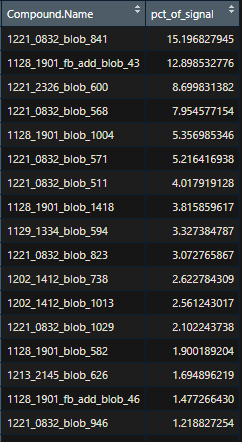 Compound.Name pct_of_signal
1221_0832_blob_841 15.196827945
1128_1901_fb_add_blob_43 12.898532776
1221_2326_blob_600 8.699831382
1221_0832_blob_568 7.954577154
1128_1901_blob_1004 5.356985346
1221_0832_blob_571 5.216416938
1221_0832_blob_511 4.017919128
1128_1901_blob_1418 3.815859617
1129_1334_blob_594 3.327384787
1221_0832_blob_823 3.072765867
1202_1412_blob_738 2.622784309
1202_1412_blob_1013 2.561243017
1221_0832_blob_1029 2.102243738
1128_1901_blob_582 1.900189204
1213_2145_blob_626 1.694896219
1128_1901_fb_add_blob_46 1.477266430
1221_0832_blob_946 1.218827254